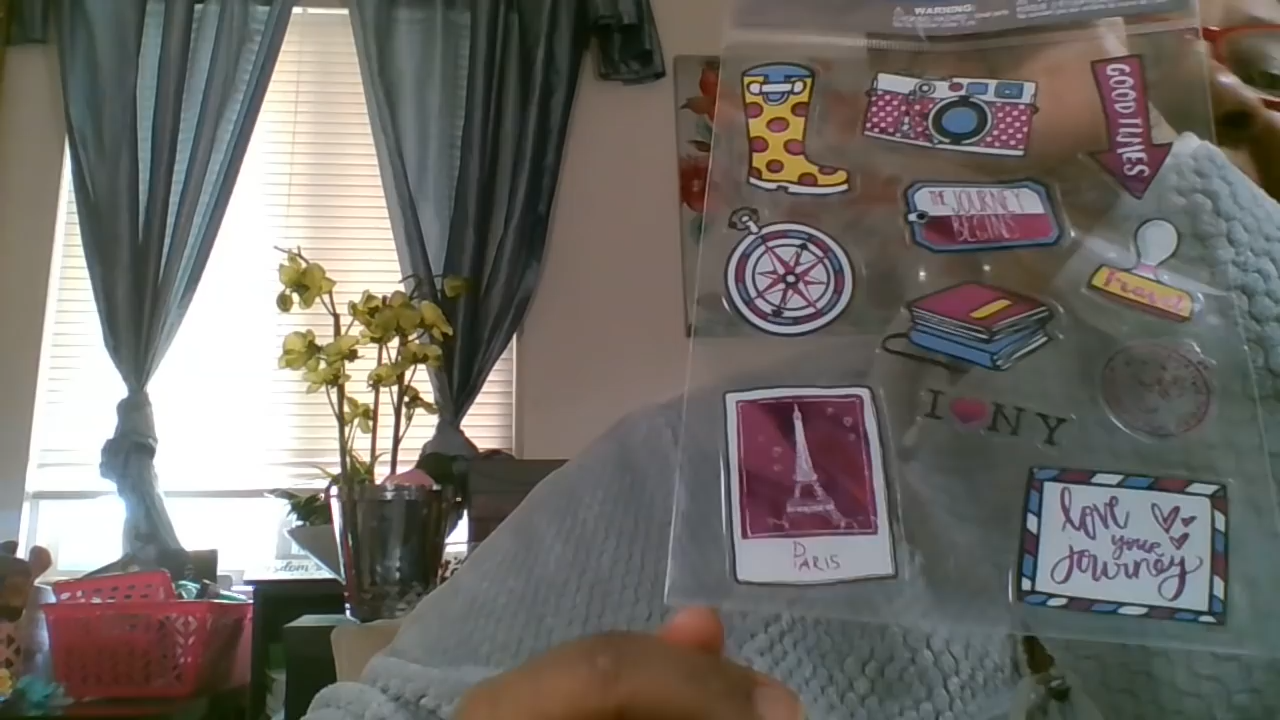 WARNING:
GOOD TIMES
THE JOURNEY
BEGINS
Travel
I NY
PARIS
love
your
Journey